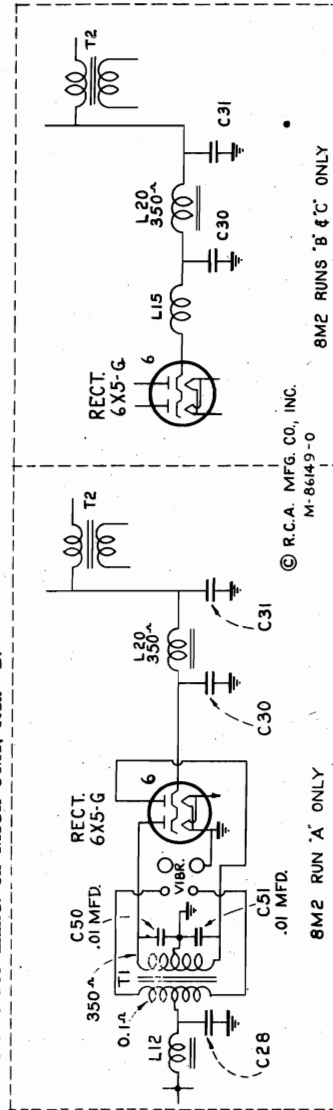 L12
C28
0.1Ω
T1
350Ω
C50
.01 MFD.
VIBR.
C51
.01 MFD.
RECT.
6X5-G
6
C30
L20
350Ω
C31
T2
8M2 RUN "A" ONLY
© R.C.A. MFG. CO., INC.
M-86149-0
RECT.
6X5-G
6
L15
L20
350Ω
C30
C31
T2
8M2 RUNS "B" & "C" ONLY